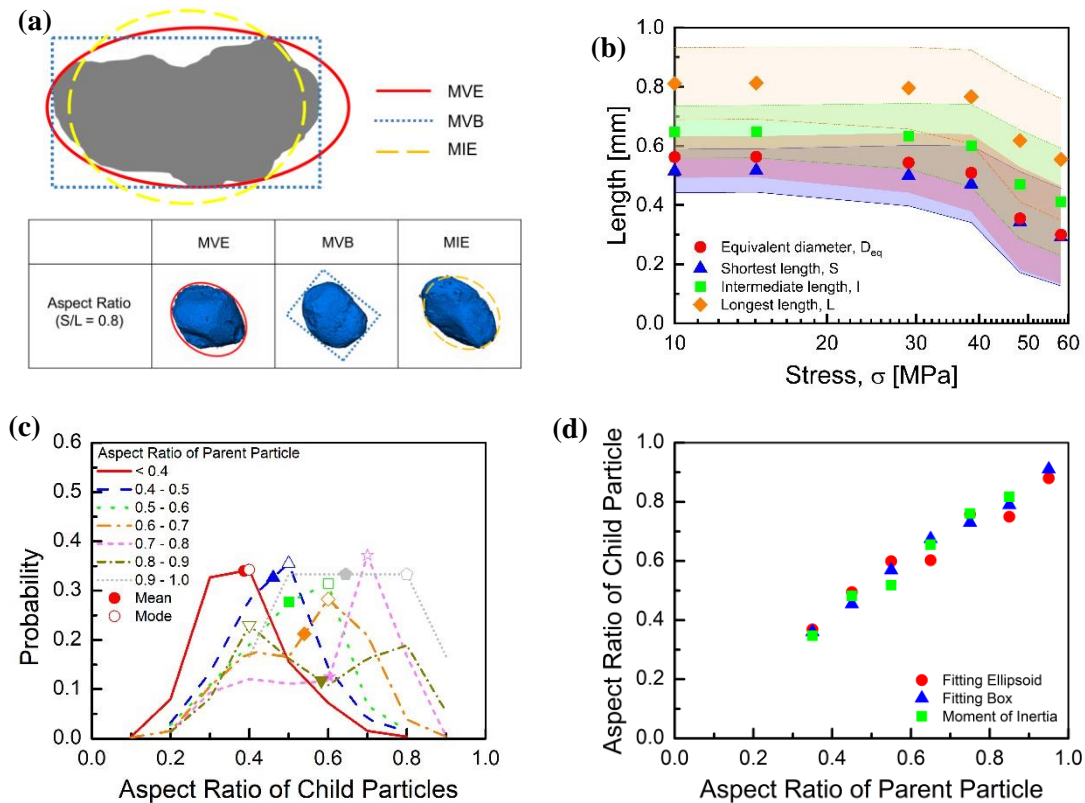 (a)
MVE
MVB
MIE
MVE MVB MIE
Aspect Ratio
(S/L = 0.8)
(b)
1.0
0.8
0.6
0.4
0.2
0.0
Length [mm]
Equivalent diameter, Deq
Shortest length, S
Intermediate length, I
Longest length, L
10 20 30 40 50 60
Stress, σ [MPa]
(c)
0.6
0.5
0.4
0.3
0.2
0.1
0.0
Probability
Aspect Ratio of Parent Particle
< 0.4
0.4 - 0.5
0.5 - 0.6
0.6 - 0.7
0.7 - 0.8
0.8 - 0.9
0.9 - 1.0
Mean
Mode
0.0 0.2 0.4 0.6 0.8 1.0
Aspect Ratio of Child Particles
(d)
1.0
0.8
0.6
0.4
0.2
0.0
Aspect Ratio of Child Particle
Fitting Ellipsoid
Fitting Box
Moment of Inertia
0.0 0.2 0.4 0.6 0.8 1.0
Aspect Ratio of Parent Particle